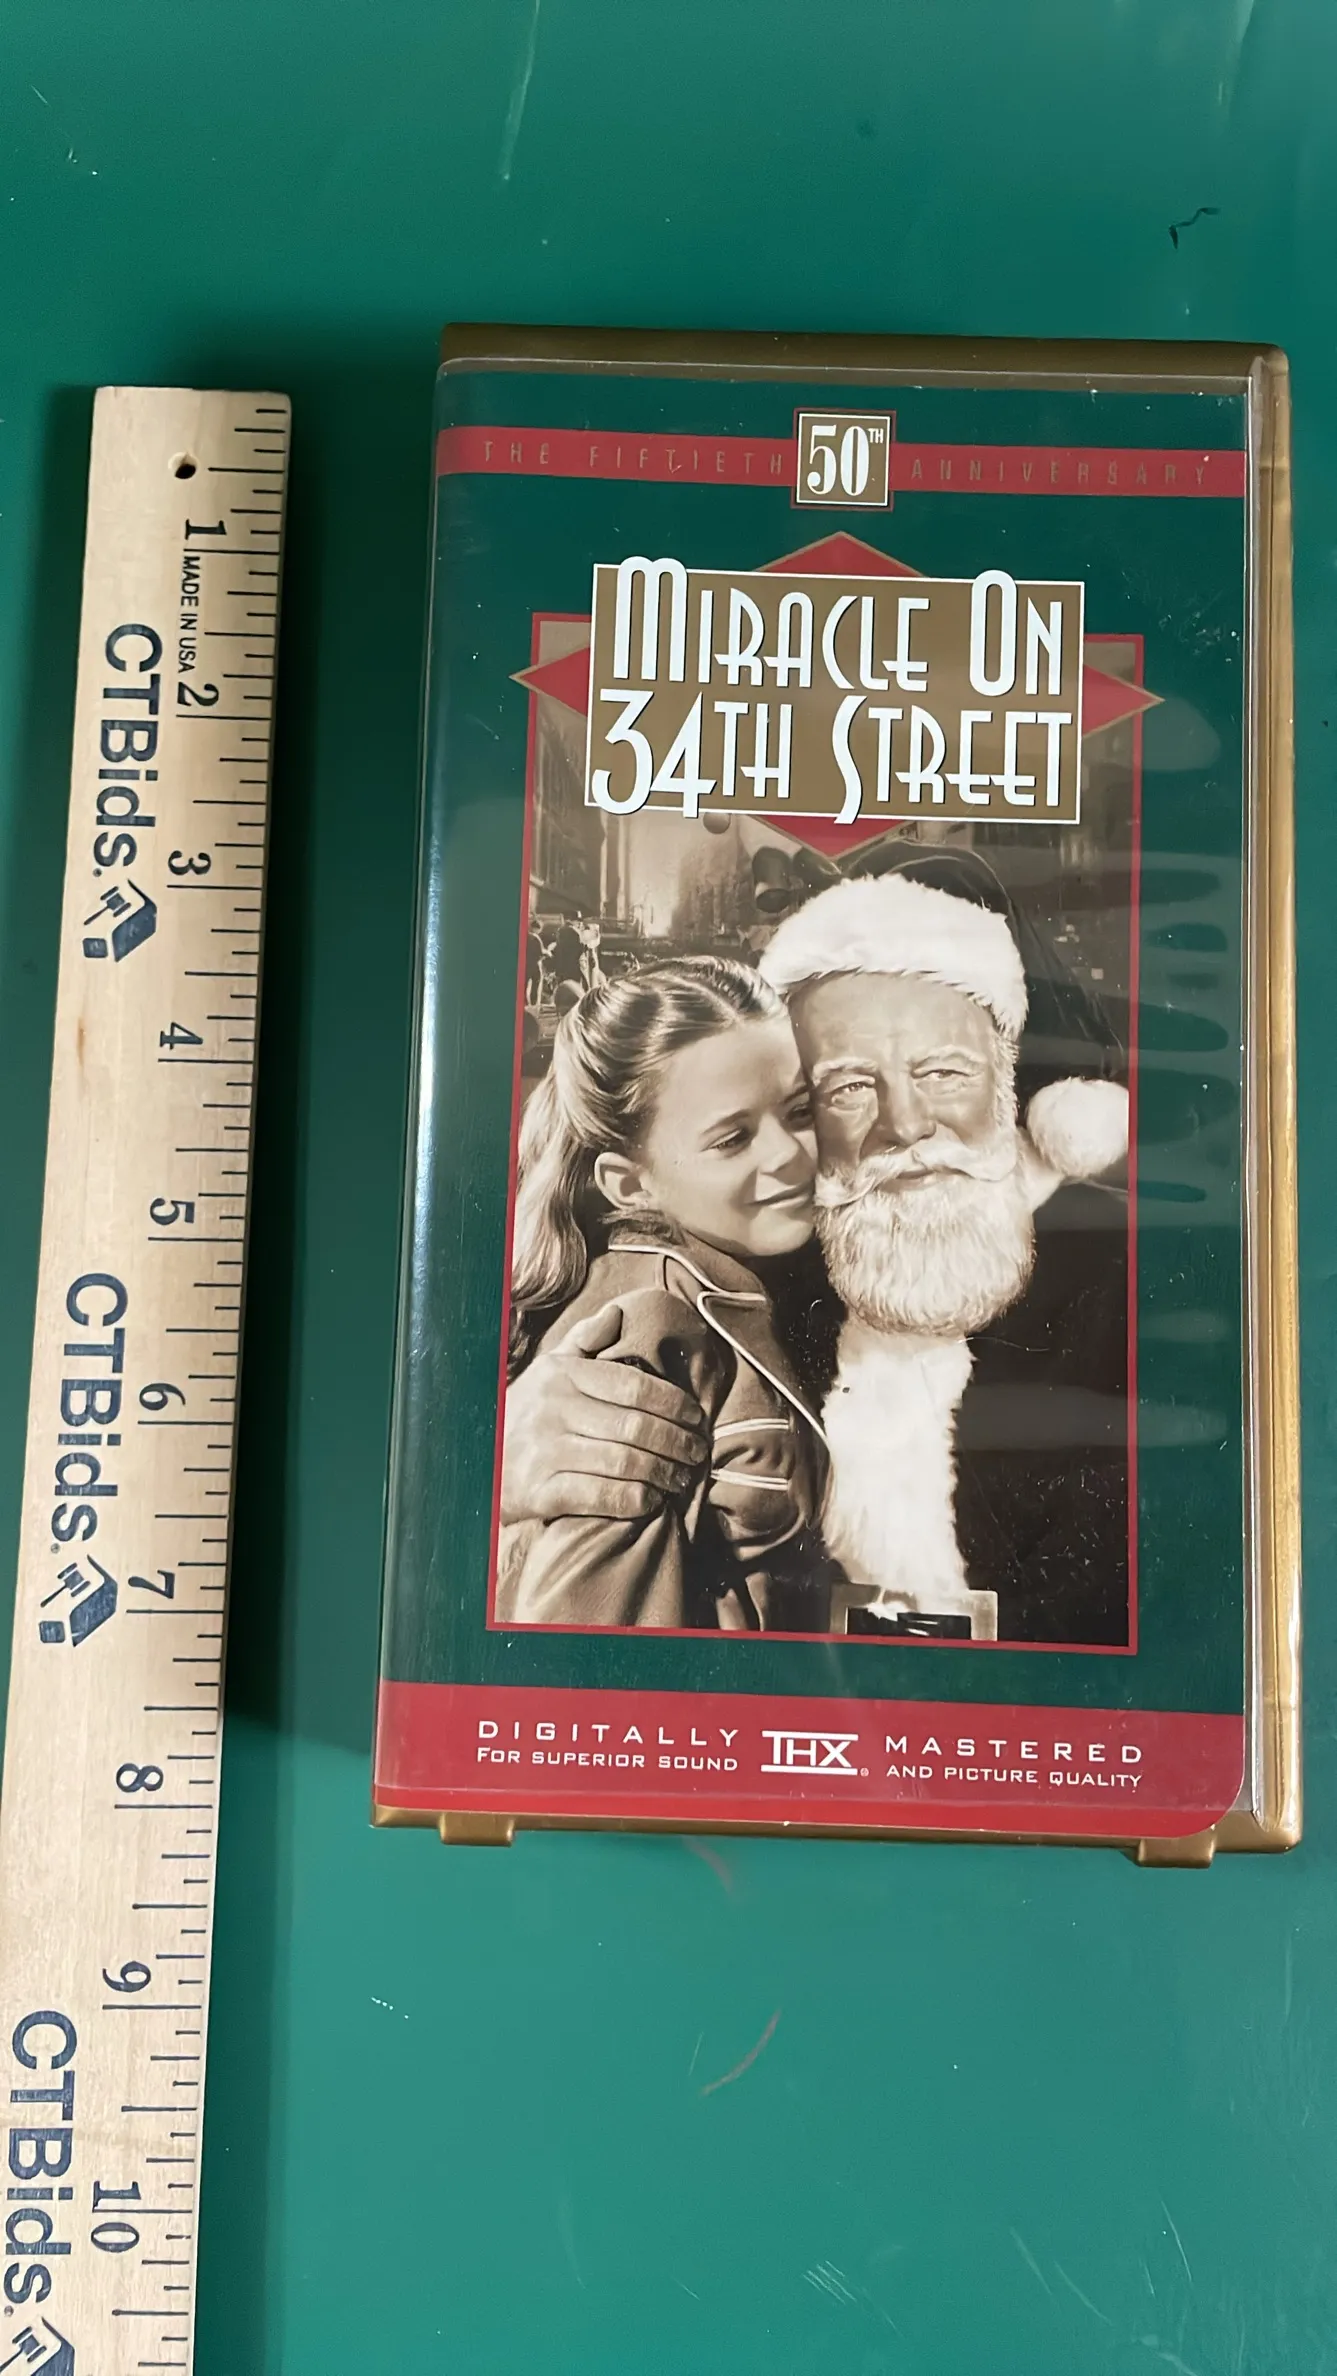 1
MADE IN USA
2
CTBids.
3
4
5
CTBids.
6
7
8
9
CTBids.
10
THE FIFTIETH 50TH ANNIVERSARY
MIRACLE ON
34TH STREET
DIGITALLY THX MASTERED
FOR SUPERIOR SOUND AND PICTURE QUALITY